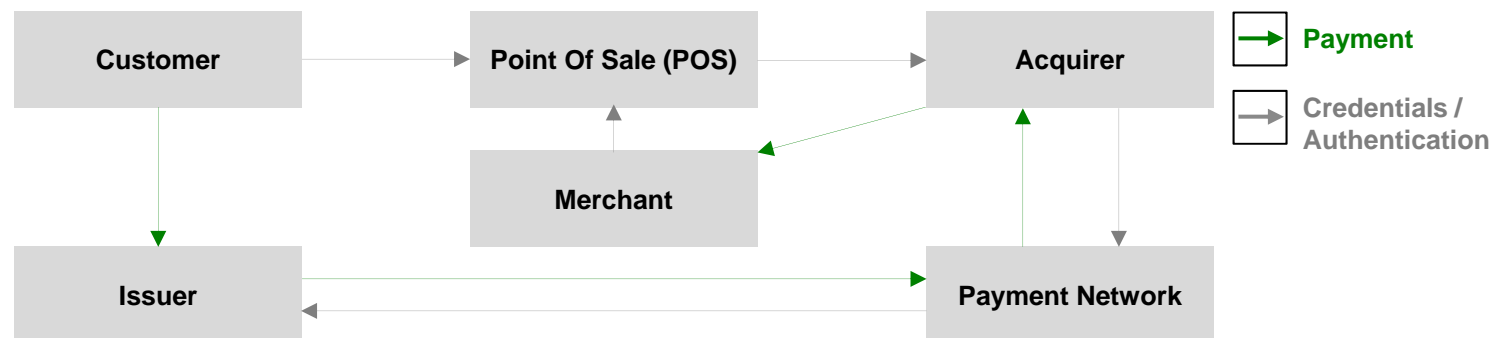 Customer
Point Of Sale (POS)
Acquirer
Payment
Credentials /
Authentication
Merchant
Issuer
Payment Network